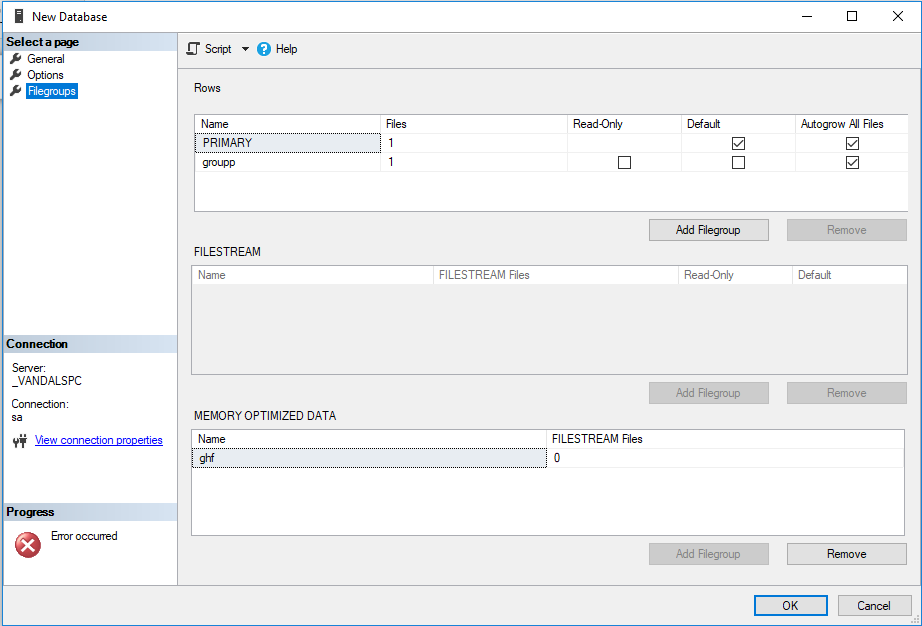 New Database
Select a page
General
Options
Filegroups
Script Help
Rows
Name Files Read-Only Default Autogrow All Files
PRIMARY 1
groupp 1
Add Filegroup Remove
FILESTREAM
Name FILESTREAM Files Read-Only Default
Add Filegroup Remove
MEMORY OPTIMIZED DATA
Name FILESTREAM Files
ghf 0
Add Filegroup Remove
Connection
Server:
_VANDALSPC
Connection:
sa
View connection properties
Progress
Error occurred
OK Cancel